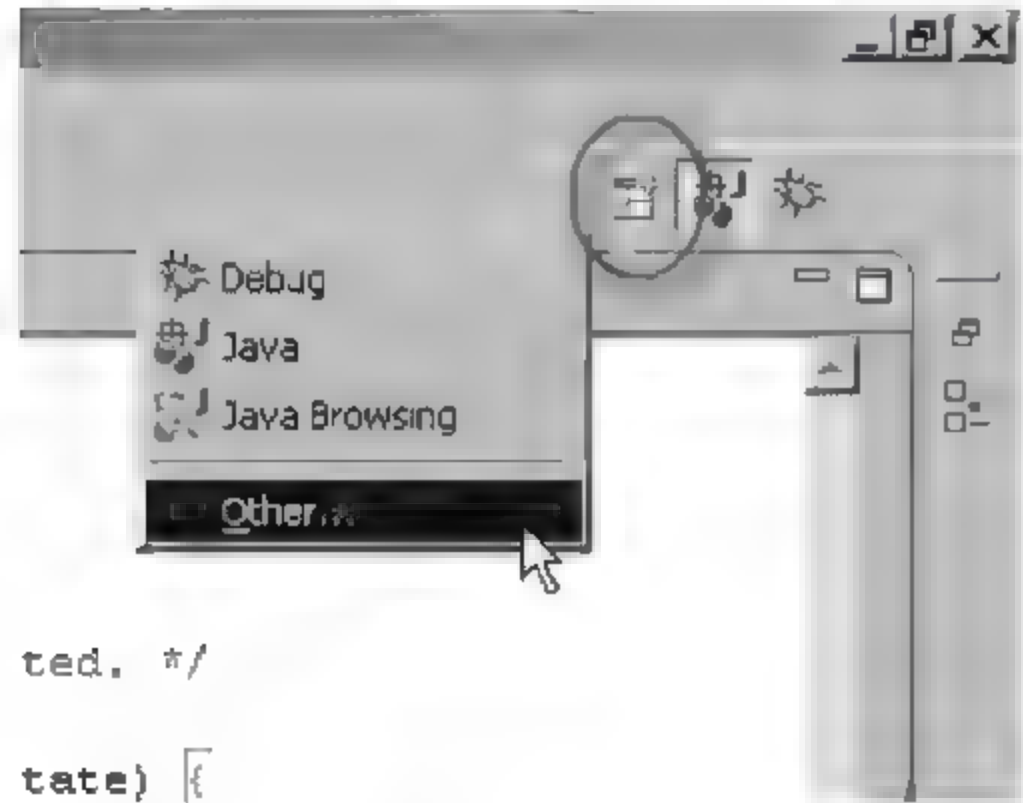 Debug
Java
Java Browsing
Other...
ted. */
tate) {